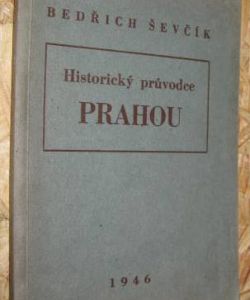 BEDŘICH ŠEVČÍK
Historický průvodce
PRAHOU
1946